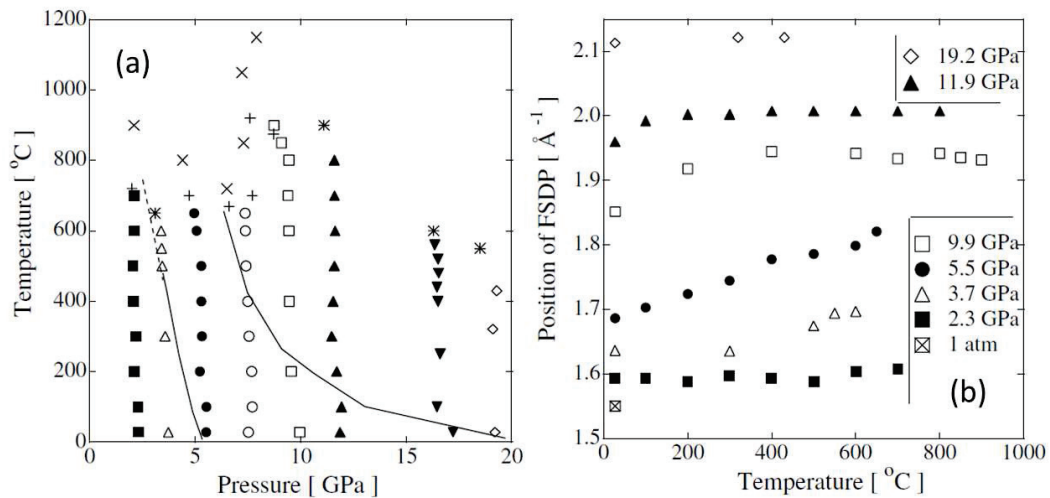 (a)
Temperature [ °C]
1200
1000
800
600
400
200
0
0 5 10 15 20
Pressure [ GPa]
(b)
Position of FSDP [ Å -1 ]
2.1
2.0
1.9
1.8
1.7
1.6
1.5
0 200 400 600 800 1000
Temperature [ °C]
19.2 GPa
11.9 GPa
9.9 GPa
5.5 GPa
3.7 GPa
2.3 GPa
1 atm